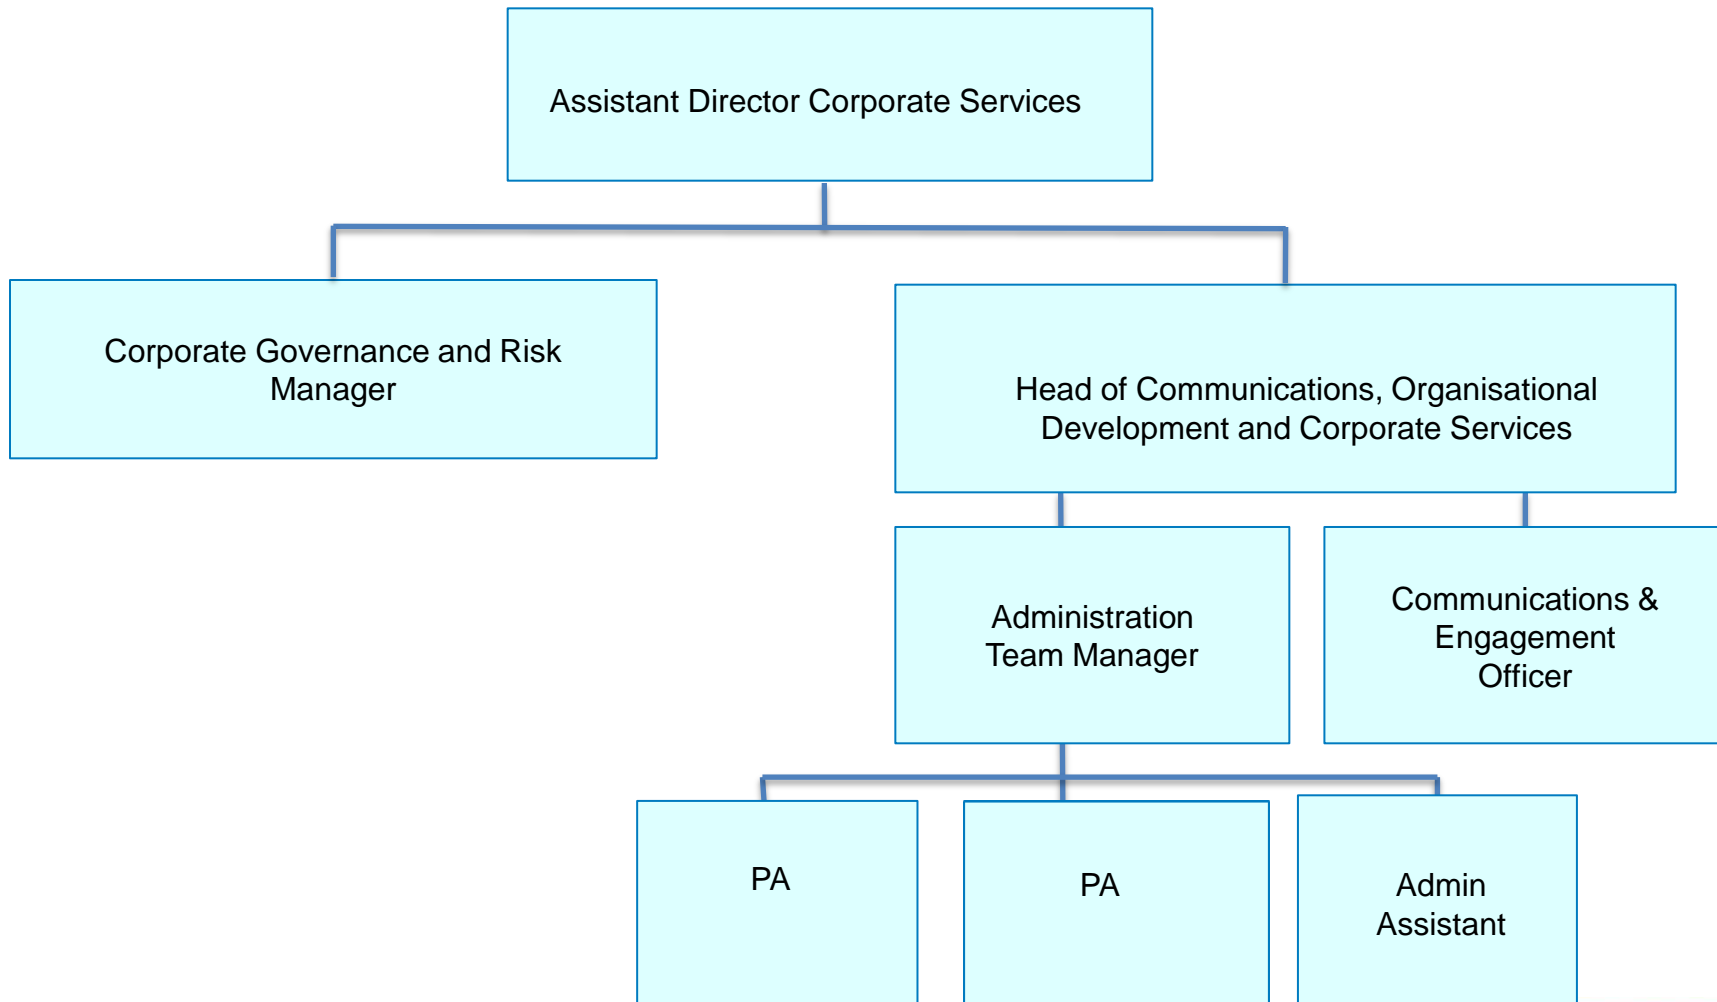 Assistant Director Corporate Services
Corporate Governance and Risk
Manager
Head of Communications, Organisational
Development and Corporate Services
Administration
Team Manager
Communications &
Engagement
Officer
PA
PA
Admin
Assistant